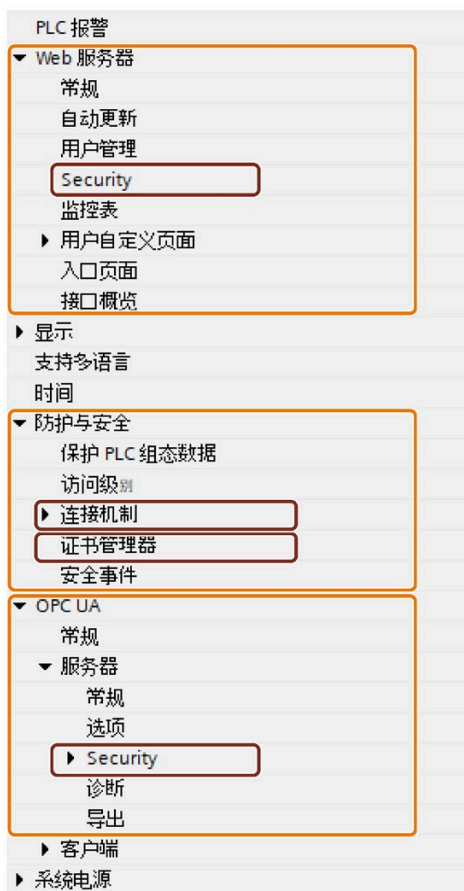 PLC 报警
Web 服务器
常规
自动更新
用户管理
Security
监控表
用户自定义页面
入口页面
接口概览
显示
支持多语言
时间
防护与安全
保护 PLC 组态数据
访问级别
连接机制
证书管理器
安全事件
OPC UA
常规
服务器
常规
选项
Security
诊断
导出
客户端
系统电源